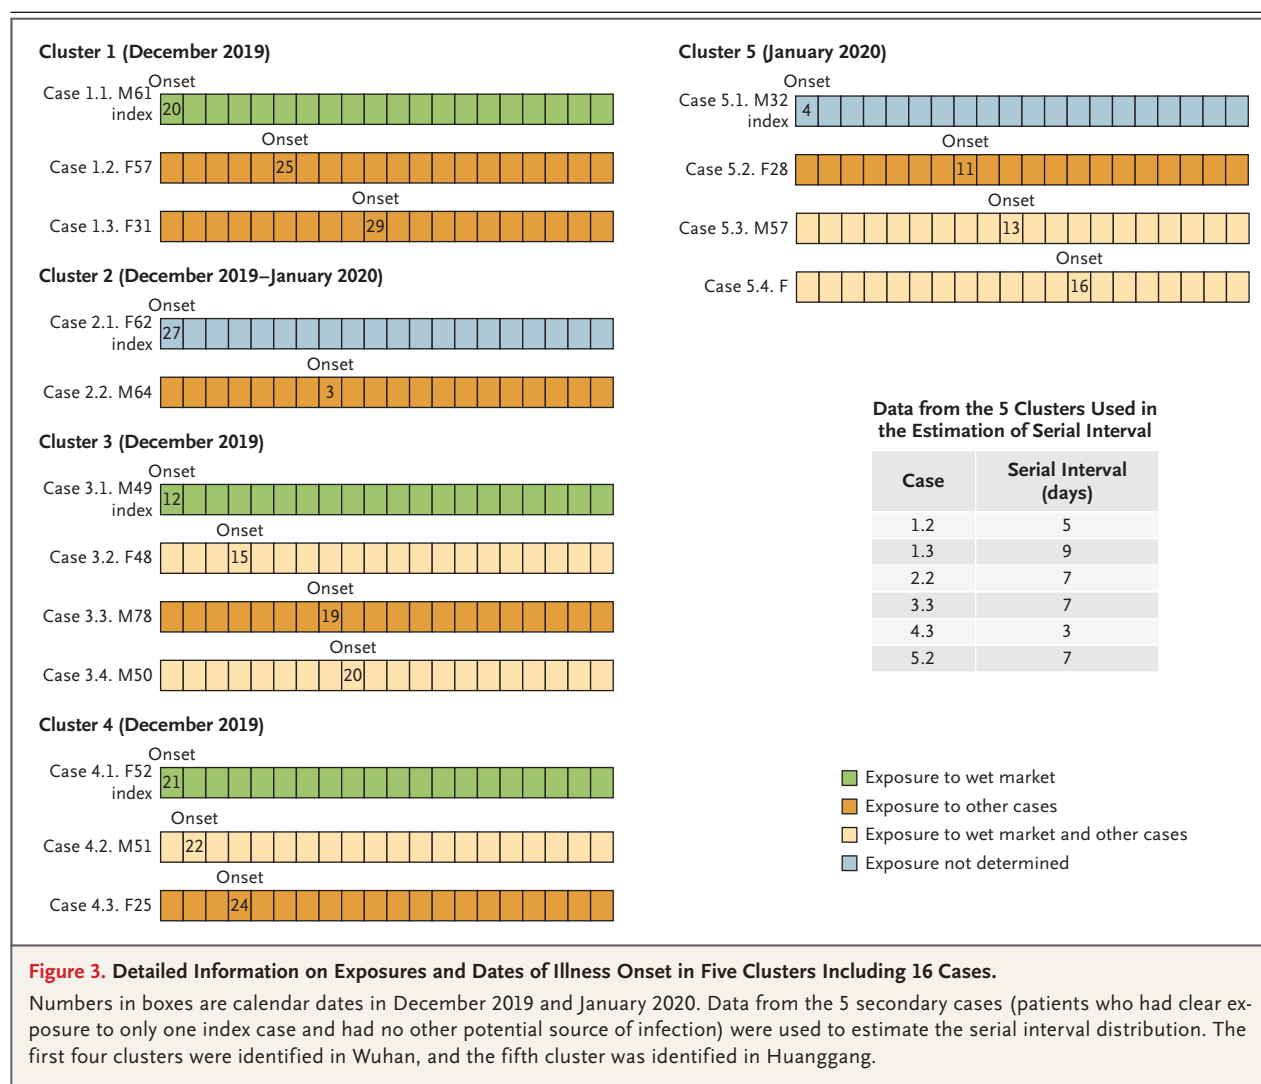 Cluster 1 (December 2019)
Onset
Case 1.1. M61
index
20
Onset
Case 1.2. F57
25
Onset
Case 1.3. F31
29
Cluster 2 (December 2019–January 2020)
Onset
Case 2.1. F62
index
27
Onset
Case 2.2. M64
3
Cluster 3 (December 2019)
Onset
Case 3.1. M49
index
12
Onset
Case 3.2. F48
15
Onset
Case 3.3. M78
19
Onset
Case 3.4. M50
20
Cluster 4 (December 2019)
Onset
Case 4.1. F52
index
21
Onset
Case 4.2. M51
22
Onset
Case 4.3. F25
24
Cluster 5 (January 2020)
Onset
Case 5.1. M32
index
4
Onset
Case 5.2. F28
11
Onset
Case 5.3. M57
13
Onset
Case 5.4. F
16
Data from the 5 Clusters Used in
the Estimation of Serial Interval
Case Serial Interval
(days)
1.2 5
1.3 9
2.2 7
3.3 7
4.3 3
5.2 7
Exposure to wet market
Exposure to other cases
Exposure to wet market and other cases
Exposure not determined
Figure 3. Detailed Information on Exposures and Dates of Illness Onset in Five Clusters Including 16 Cases.
Numbers in boxes are calendar dates in December 2019 and January 2020. Data from the 5 secondary cases (patients who had clear ex-
posure to only one index case and had no other potential source of infection) were used to estimate the serial interval distribution. The
first four clusters were identified in Wuhan, and the fifth cluster was identified in Huanggang.